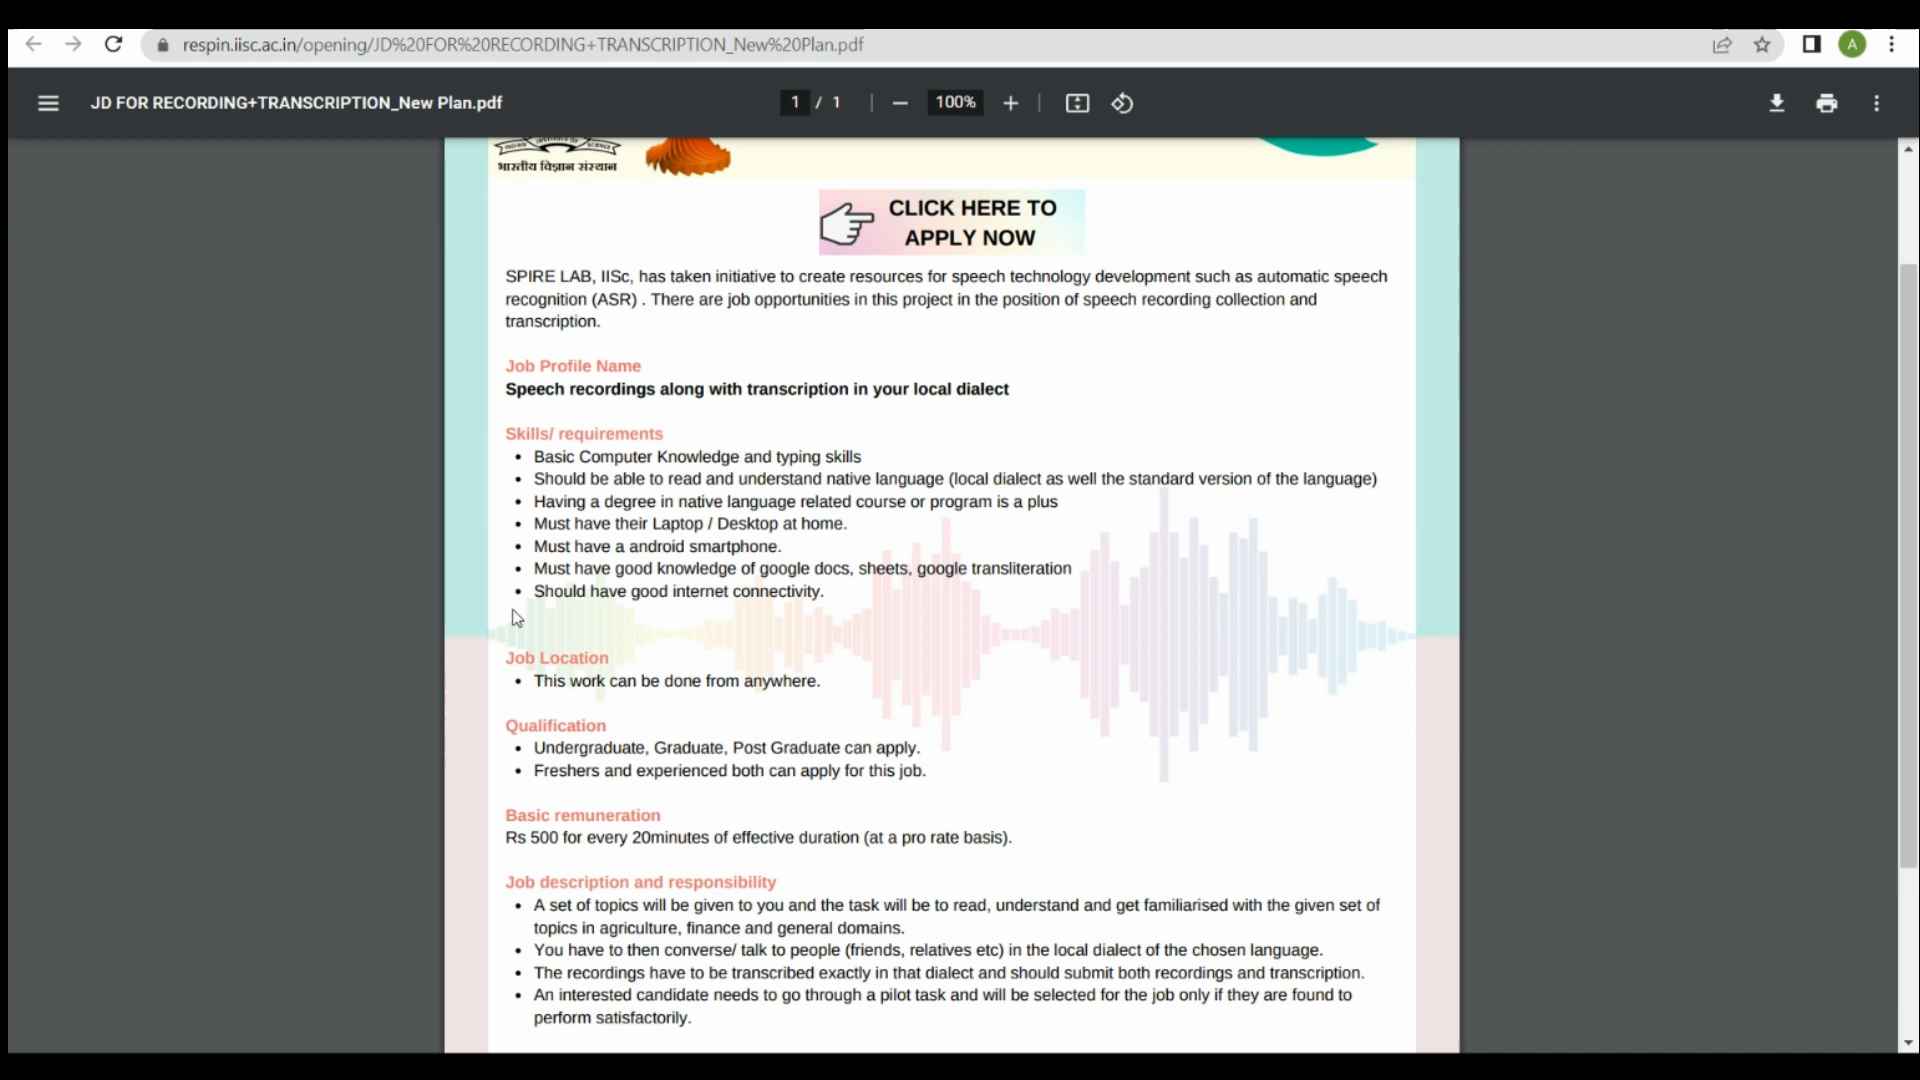 respin.iisc.ac.in/opening/JD%20FOR%20RECORDING+TRANSCRIPTION_New%20Plan.pdf
A
JD FOR RECORDING+TRANSCRIPTION_New Plan.pdf
1 / 1
100%
भारतीय विज्ञान संस्थान
CLICK HERE TO
APPLY NOW
SPIRE LAB, IISc, has taken initiative to create resources for speech technology development such as automatic speech
recognition (ASR) . There are job opportunities in this project in the position of speech recording collection and
transcription.
Job Profile Name
Speech recordings along with transcription in your local dialect
Skills/ requirements
• Basic Computer Knowledge and typing skills
• Should be able to read and understand native language (local dialect as well the standard version of the language)
• Having a degree in native language related course or program is a plus
• Must have their Laptop / Desktop at home.
• Must have a android smartphone.
• Must have good knowledge of google docs, sheets, google transliteration
• Should have good internet connectivity.
Job Location
• This work can be done from anywhere.
Qualification
• Undergraduate, Graduate, Post Graduate can apply.
• Freshers and experienced both can apply for this job.
Basic remuneration
Rs 500 for every 20minutes of effective duration (at a pro rate basis).
Job description and responsibility
• A set of topics will be given to you and the task will be to read, understand and get familiarised with the given set of
topics in agriculture, finance and general domains.
• You have to then converse/ talk to people (friends, relatives etc) in the local dialect of the chosen language.
• The recordings have to be transcribed exactly in that dialect and should submit both recordings and transcription.
• An interested candidate needs to go through a pilot task and will be selected for the job only if they are found to
perform satisfactorily.